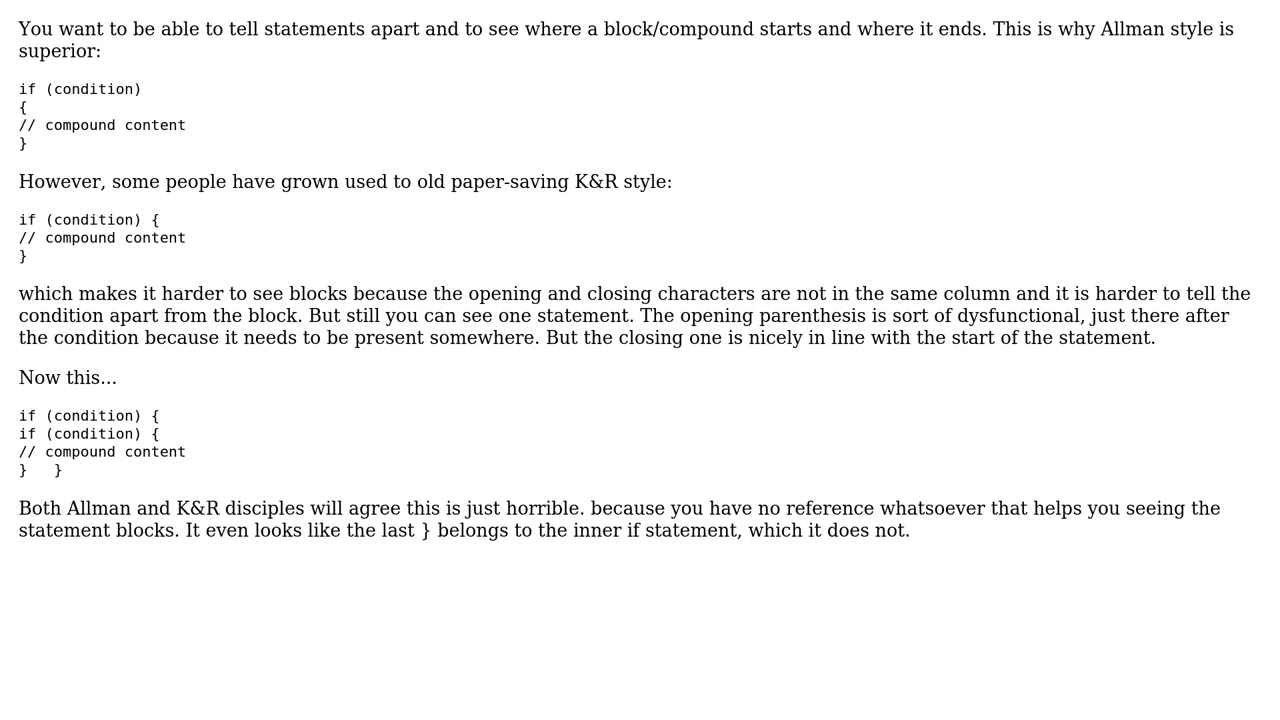 You want to be able to tell statements apart and to see where a block/compound starts and where it ends. This is why Allman style is
superior:
if (condition)
{
// compound content
}
However, some people have grown used to old paper-saving K&R style:
if (condition) {
// compound content
}
which makes it harder to see blocks because the opening and closing characters are not in the same column and it is harder to tell the
condition apart from the block. But still you can see one statement. The opening parenthesis is sort of dysfunctional, just there after
the condition because it needs to be present somewhere. But the closing one is nicely in line with the start of the statement.
Now this...
if (condition) {
if (condition) {
// compound content
}   }
Both Allman and K&R disciples will agree this is just horrible. because you have no reference whatsoever that helps you seeing the
statement blocks. It even looks like the last } belongs to the inner if statement, which it does not.